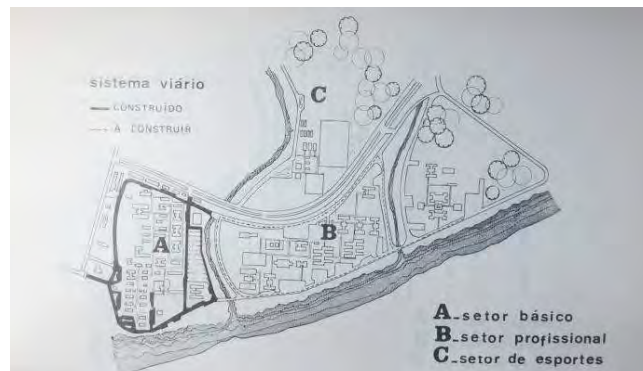 sistema viário
CONSTRUÍDO
A CONSTRUIR
C
A
B
A_setor básico
B_setor profissional
C_setor de esportes